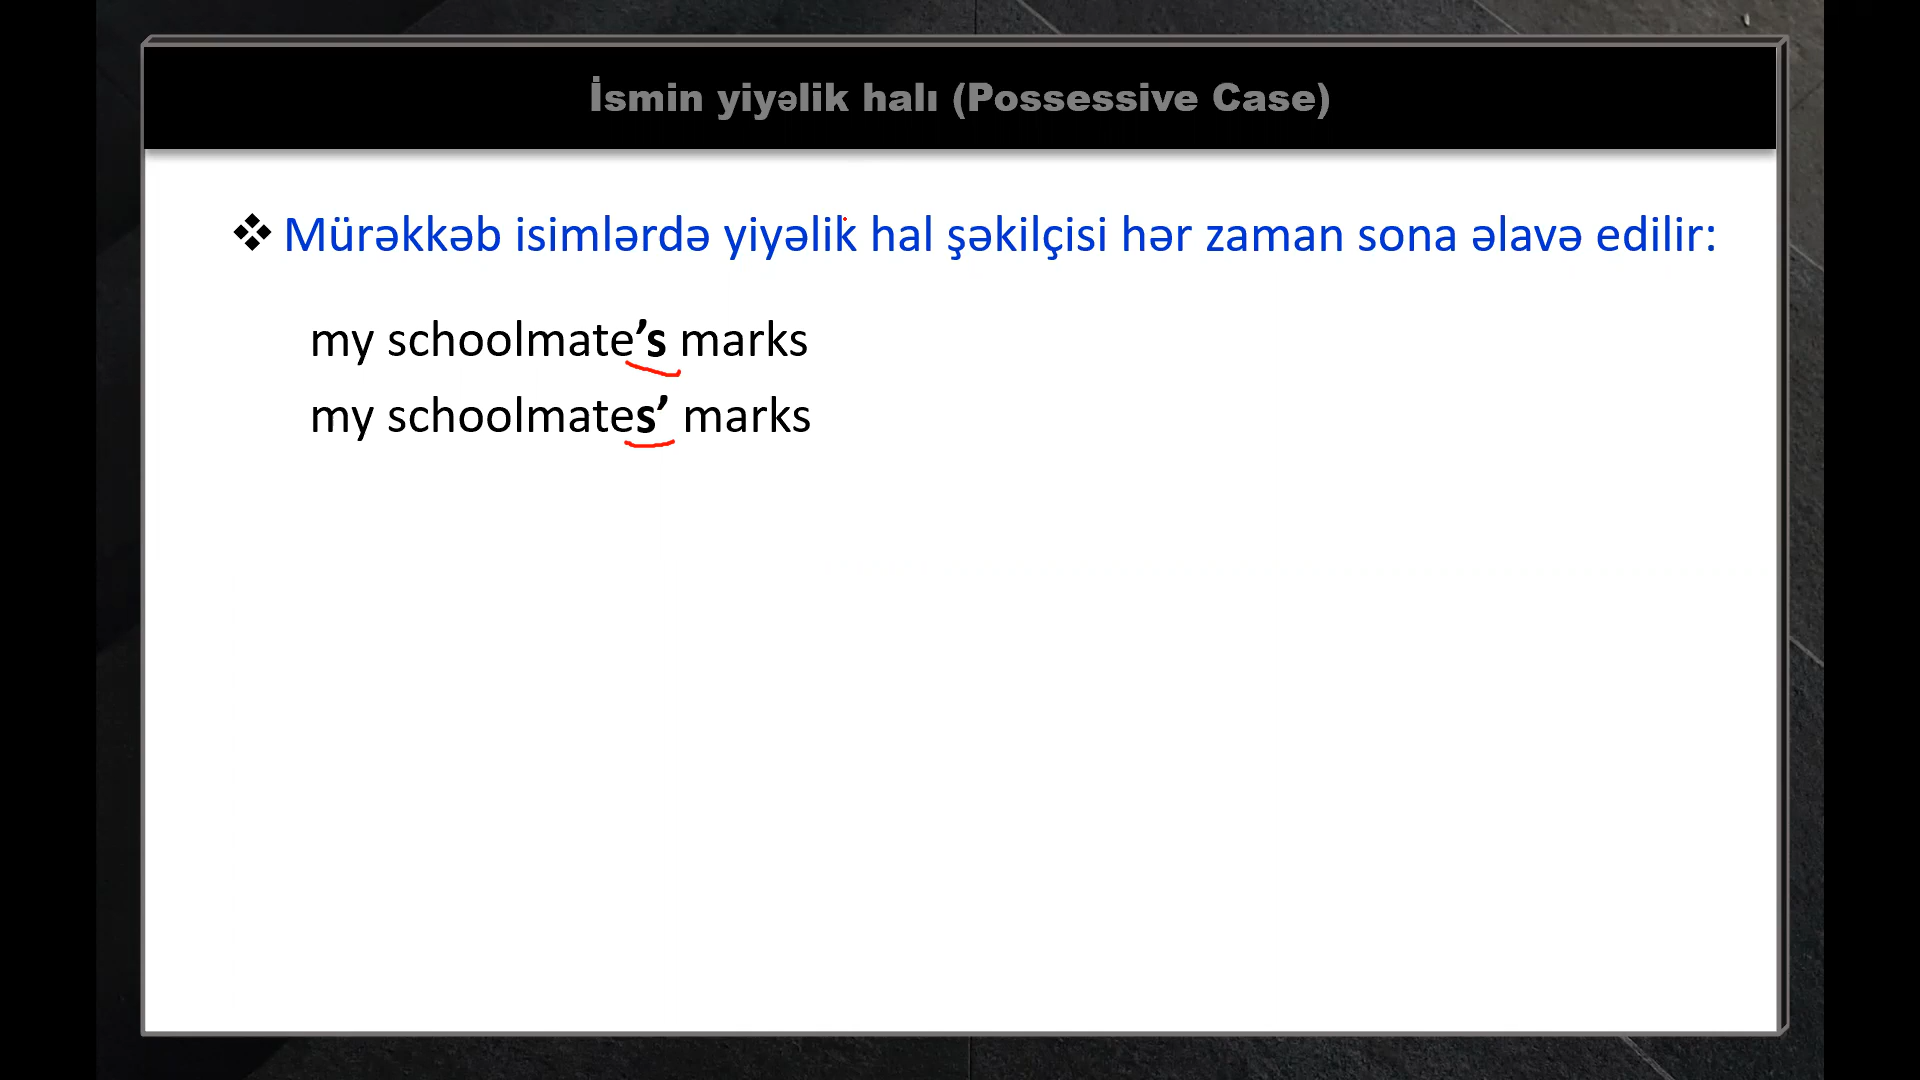 İsmin yiyəlik halı (Possessive Case)
❖ Mürəkkəb isimlərdə yiyəlik hal şəkilçisi hər zaman sona əlavə edilir:
my schoolmate’s marks
my schoolmates’ marks